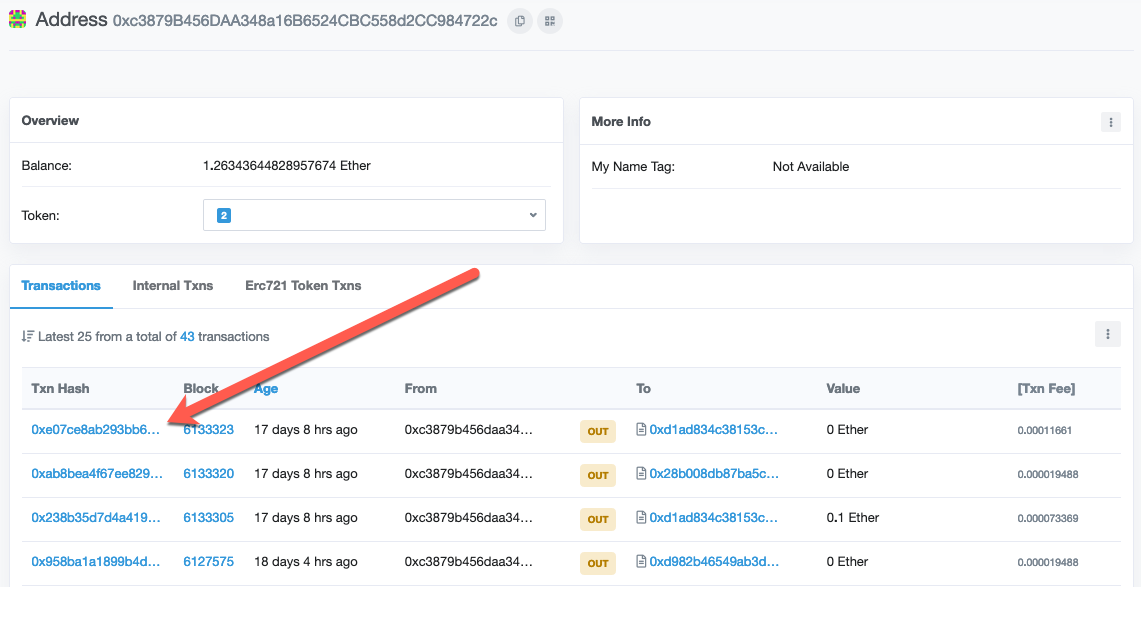 Address 0xc3879B456DAA348a16B6524CBC558d2CC984722c
Overview
Balance: 1.26343644828957674 Ether
Token: 2
More Info
My Name Tag: Not Available
Transactions Internal Txns Erc721 Token Txns
Latest 25 from a total of 43 transactions
Txn Hash Block Age From To Value [Txn Fee]
0xe07ce8ab293bb6... 6133323 17 days 8 hrs ago 0xc3879b456daa34... OUT 0xd1ad834c38153c... 0 Ether 0.00011661
0xab8bea4f67ee829... 6133320 17 days 8 hrs ago 0xc3879b456daa34... OUT 0x28b008db87ba5c... 0 Ether 0.000019488
0x238b35d7d4a419... 6133305 17 days 8 hrs ago 0xc3879b456daa34... OUT 0xd1ad834c38153c... 0.1 Ether 0.000073369
0x958ba1a1899b4d... 6127575 18 days 4 hrs ago 0xc3879b456daa34... OUT 0xd982b46549ab3d... 0 Ether 0.000019488